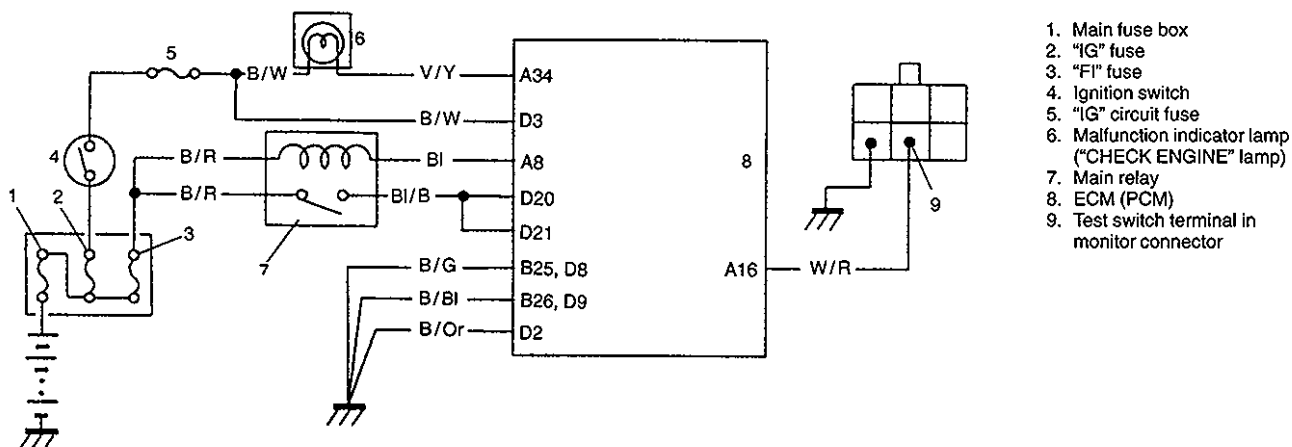 5
B/W
6
V/Y
A34
B/W
D3
4
B/R
Bl
A8
8
B/R
Bl/B
D20
1
2
3
7
D21
9
B/G
B25, D8
A16
W/R
B/Bl
B26, D9
B/Or
D2
1. Main fuse box
2. "IG" fuse
3. "FI" fuse
4. Ignition switch
5. "IG" circuit fuse
6. Malfunction indicator lamp
("CHECK ENGINE" lamp)
7. Main relay
8. ECM (PCM)
9. Test switch terminal in
monitor connector